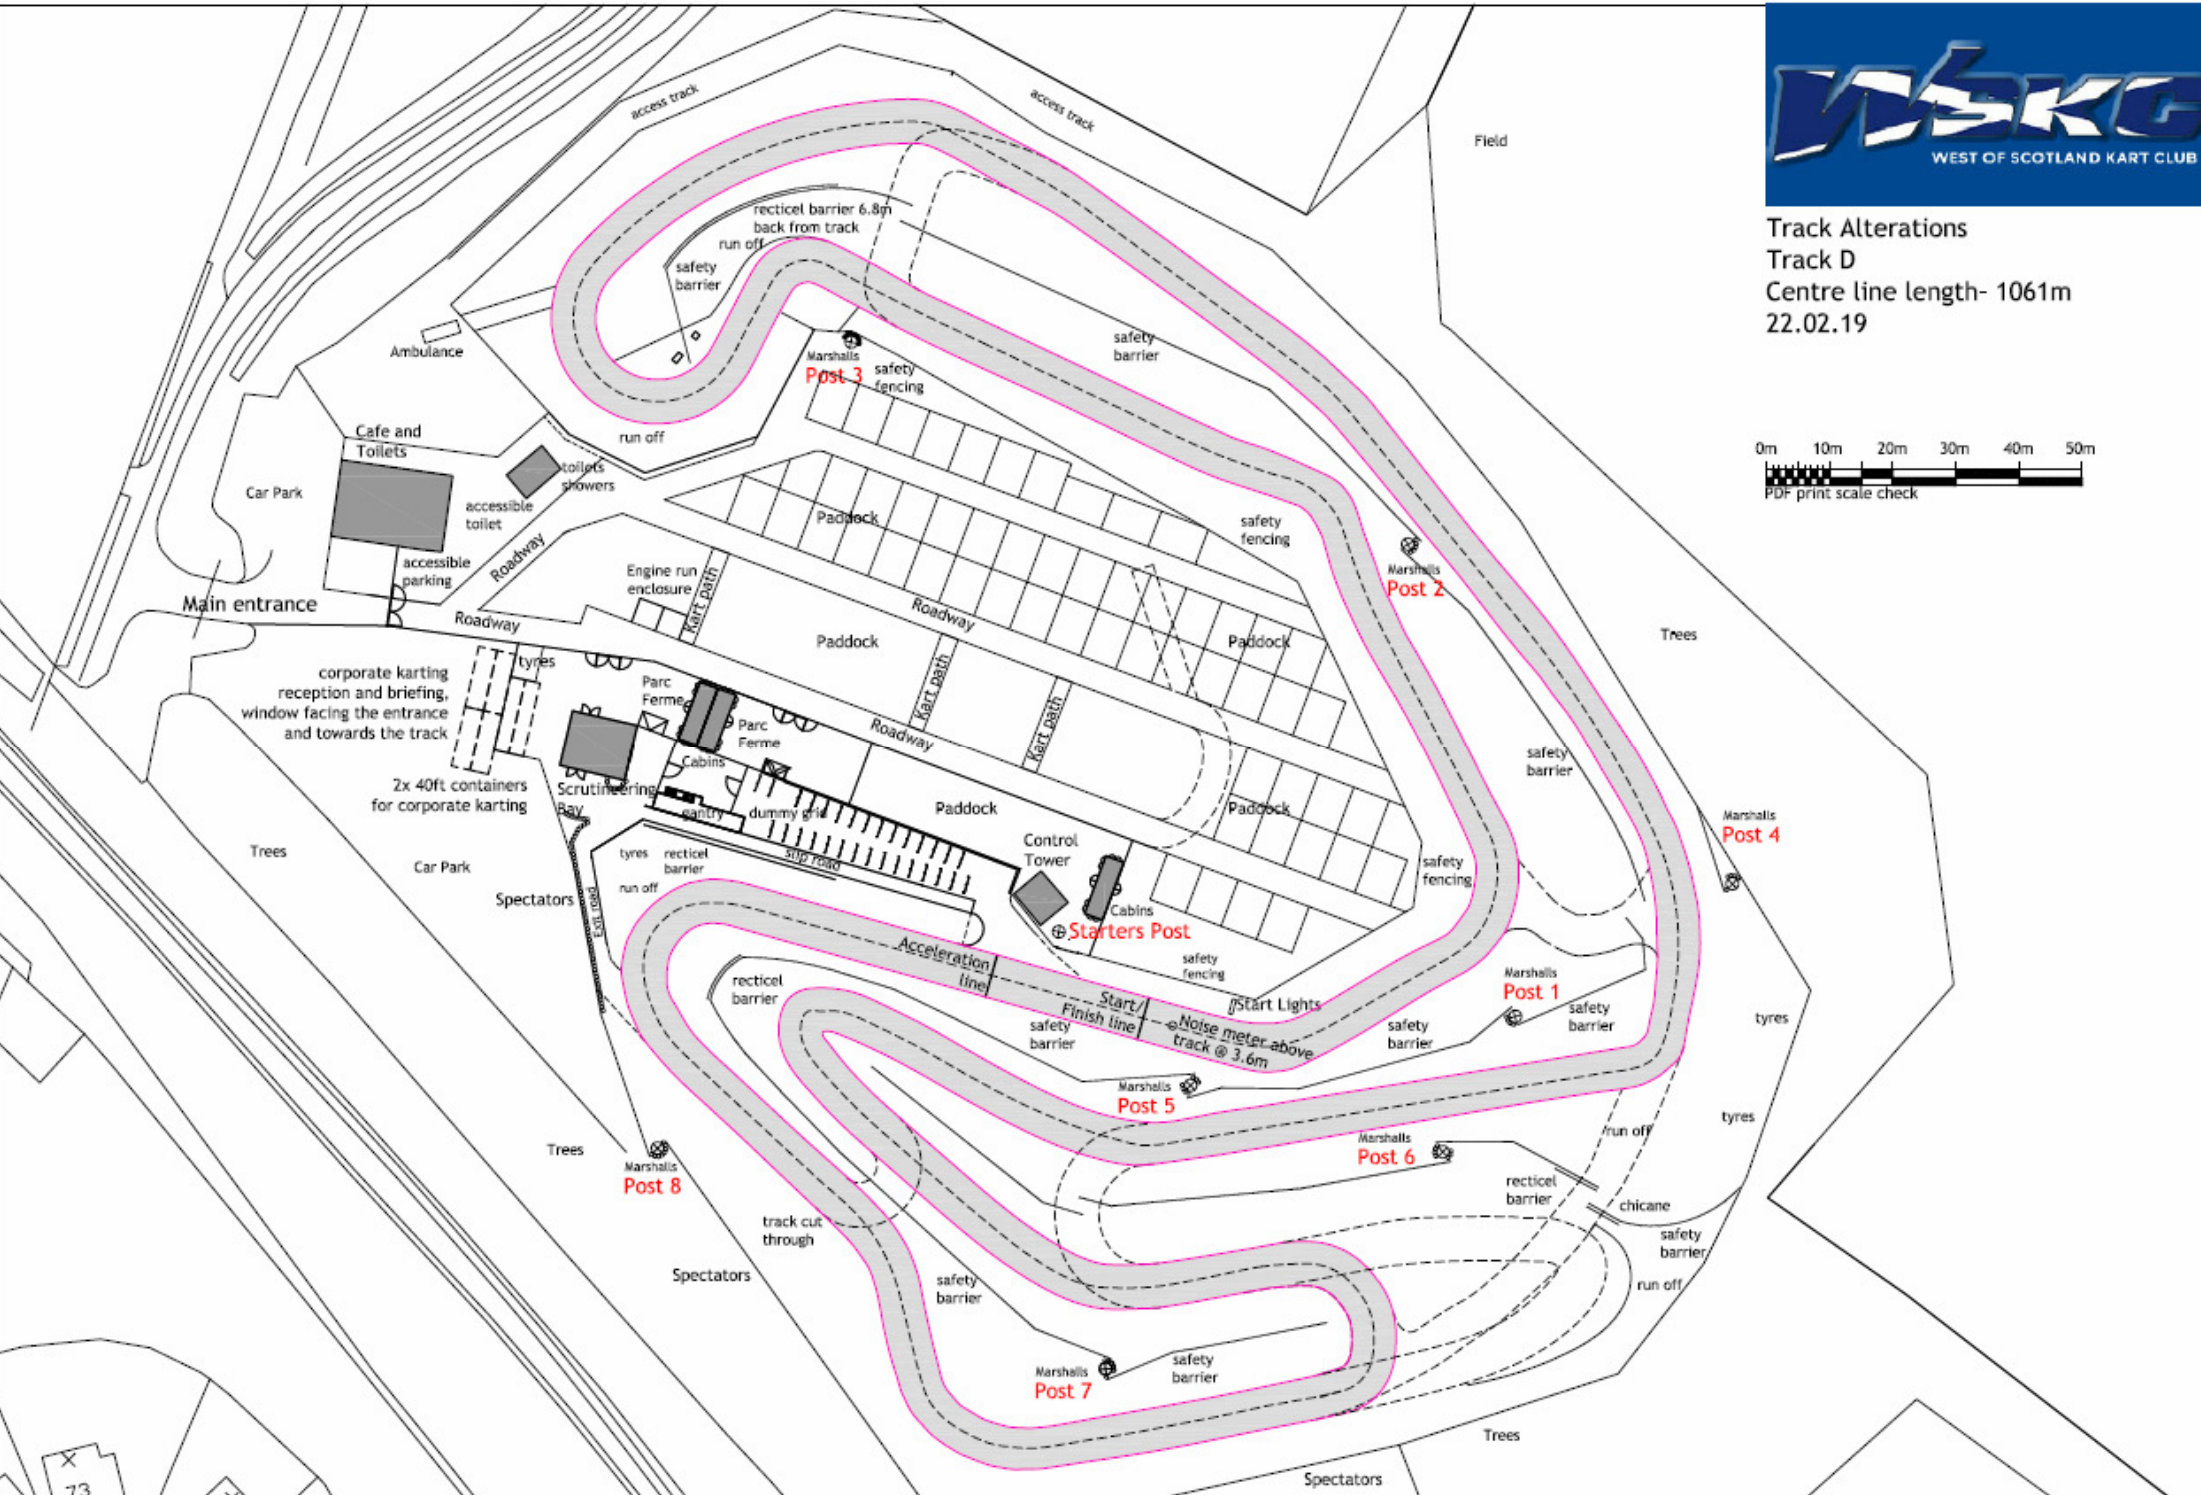 WSKC
WEST OF SCOTLAND KART CLUB
Track Alterations
Track D
Centre line length- 1061m
22.02.19
0m 10m 20m 30m 40m 50m
PDF print scale check
access track
access track
Field
recticel barrier 6.8m
back from track
run off
safety
barrier
Ambulance
Marshalls
Post 3
safety
fencing
safety
barrier
run off
Cafe and
Toilets
Car Park
toilets
showers
accessible
toilet
accessible
parking
Roadway
Paddock
safety
fencing
Marshalls
Post 2
Main entrance
Roadway
Engine run
enclosure
Kart path
Roadway
Paddock
Paddock
Trees
corporate karting
reception and briefing,
window facing the entrance
and towards the track
tyres
Parc
Ferme
Parc
Ferme
Kart path
Kart path
Roadway
Cabins
2x 40ft containers
for corporate karting
Scrutineering
Bay
gantry
dummy grid
Paddock
Paddock
safety
barrier
Marshalls
Post 4
Trees
Car Park
tyres
recticel
barrier
slip road
run off
Control
Tower
safety
fencing
Spectators
Exit road
Cabins
Starters Post
Acceleration
line
safety
fencing
Marshalls
Post 1
recticel
barrier
Start/
Finish line
Start Lights
Noise meter above
track @ 3.6m
safety
barrier
safety
barrier
safety
barrier
tyres
Marshalls
Post 5
tyres
run off
Trees
Marshalls
Post 8
Marshalls
Post 6
recticel
barrier
chicane
track cut
through
safety
barrier
Spectators
safety
barrier
run off
Marshalls
Post 7
safety
barrier
Trees
Spectators
73